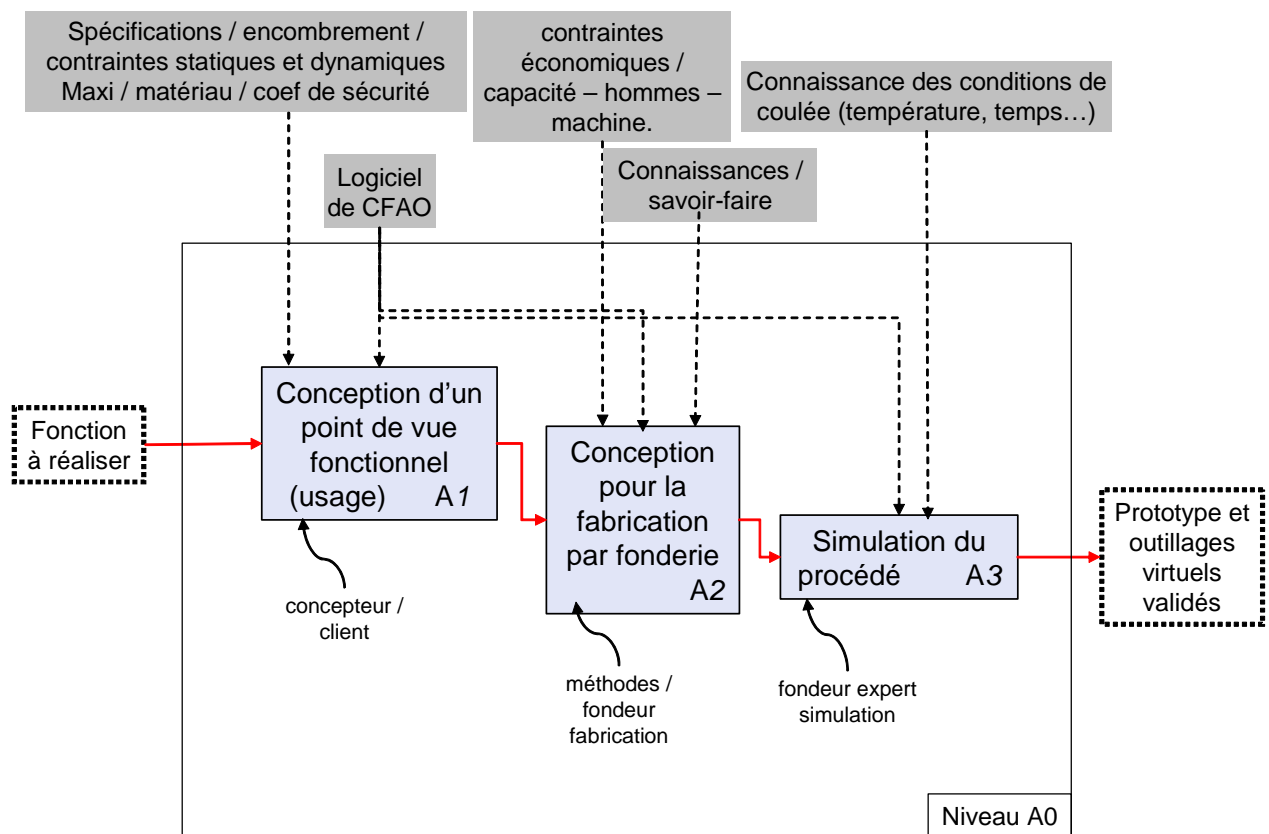 Spécifications / encombrement /
contraintes statiques et dynamiques
Maxi / matériau / coef de sécurité
contraintes
économiques /
capacité – hommes –
machine.
Connaissance des conditions de
coulée (température, temps…)
Logiciel
de CFAO
Connaissances /
savoir-faire
Fonction
à réaliser
Conception d’un
point de vue
fonctionnel
(usage) A1
concepteur /
client
Conception
pour la
fabrication
par fonderie
A2
méthodes /
fondeur
fabrication
Simulation du
procédé A3
fondeur expert
simulation
Prototype et
outillages
virtuels
validés
Niveau A0